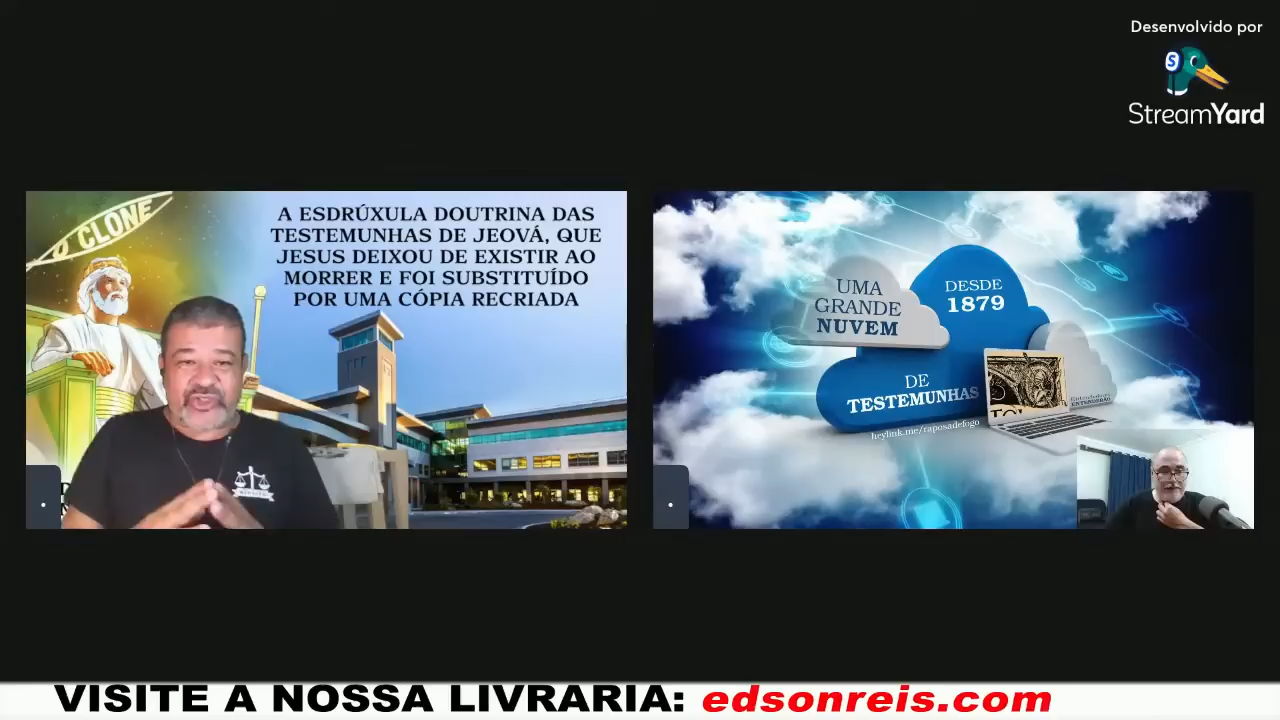 Desenvolvido por
StreamYard
O CLONE
A ESDRÚXULA DOUTRINA DAS
TESTEMUNHAS DE JEOVÁ, QUE
JESUS DEIXOU DE EXISTIR AO
MORRER E FOI SUBSTITUÍDO
POR UMA CÓPIA RECRIADA
UMA
GRANDE
NUVEM
DESDE
1879
DE
TESTEMUNHAS
heylink.me/raposadefogo
VISITE A NOSSA LIVRARIA: edsonreis.com